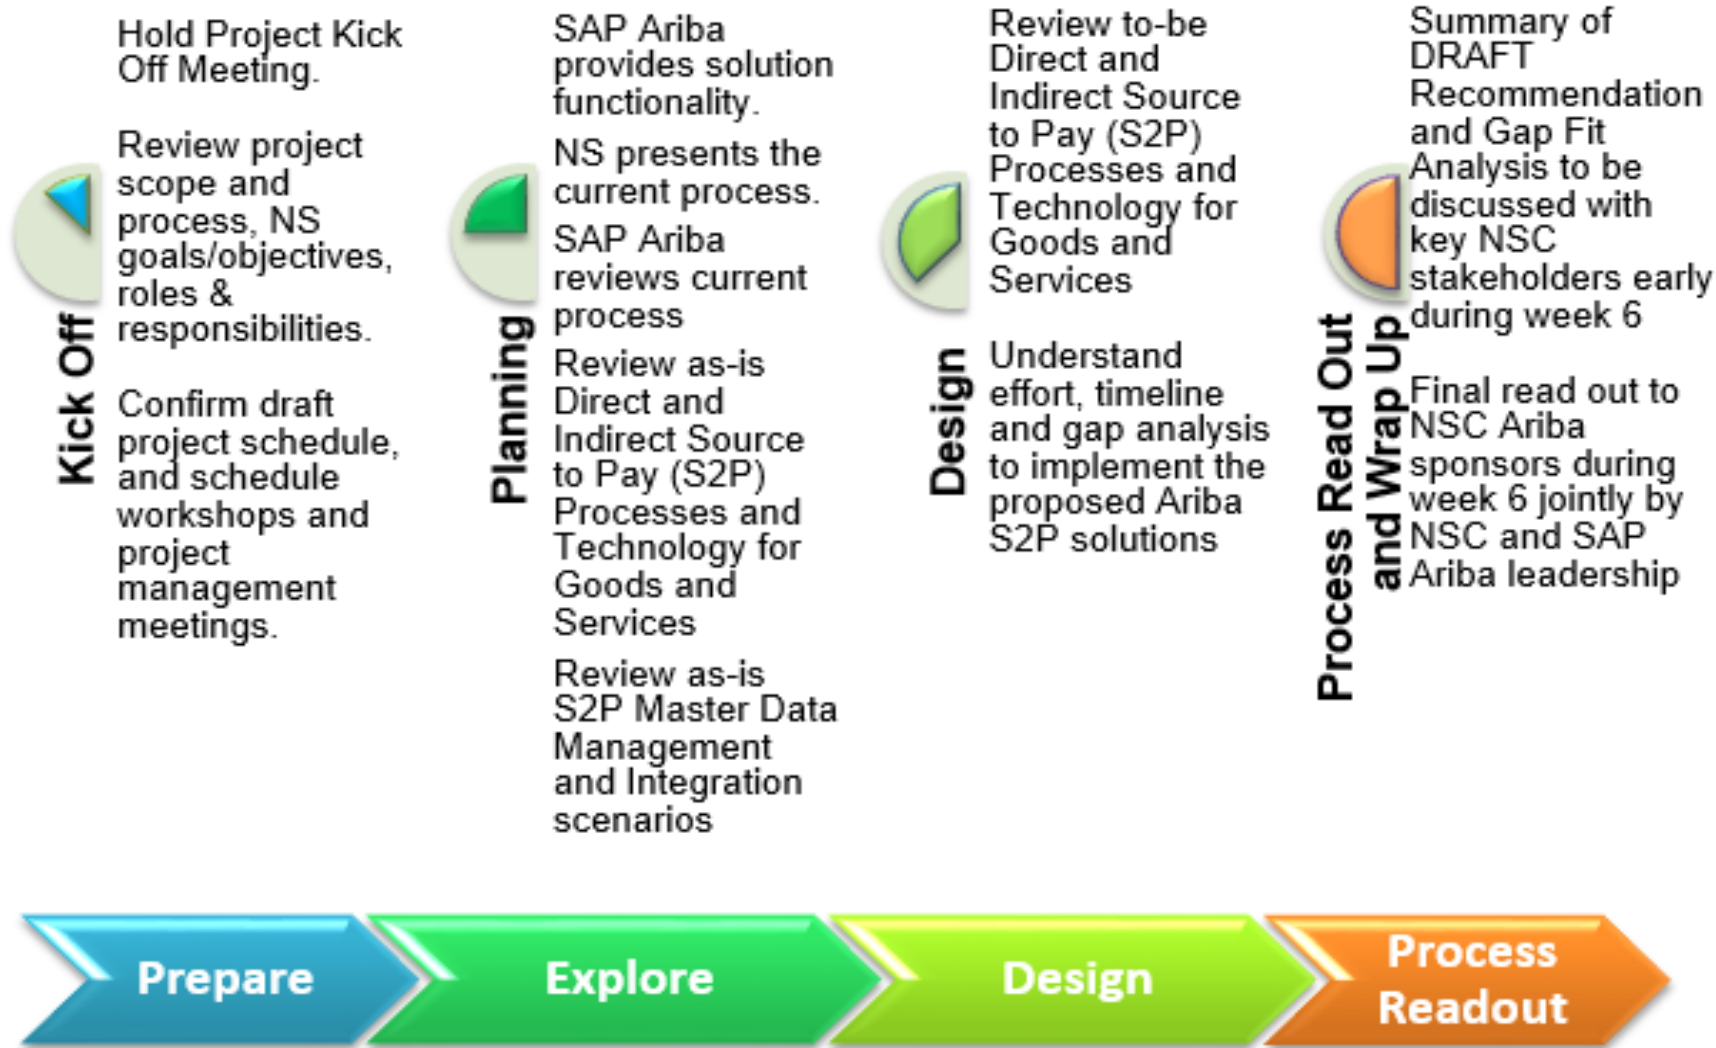 Hold Project Kick
Off Meeting.
Review project
scope and
process, NS
goals/objectives,
roles &
responsibilities.
Confirm draft
project schedule,
and schedule
workshops and
project
management
meetings.
Kick Off
SAP Ariba
provides solution
functionality.
NS presents the
current process.
SAP Ariba
reviews current
process
Review as-is
Direct and
Indirect Source
to Pay (S2P)
Processes and
Technology for
Goods and
Services
Review as-is
S2P Master Data
Management
and Integration
scenarios
Planning
Review to-be
Direct and
Indirect Source
to Pay (S2P)
Processes and
Technology for
Goods and
Services
Understand
effort, timeline
and gap analysis
to implement the
proposed Ariba
S2P solutions
Design
Summary of
DRAFT
Recommendation
and Gap Fit
Analysis to be
discussed with
key NSC
stakeholders early
during week 6
Final read out to
NSC Ariba
sponsors during
week 6 jointly by
NSC and SAP
Ariba leadership
Process Read Out
and Wrap Up
Prepare
Explore
Design
Process
Readout